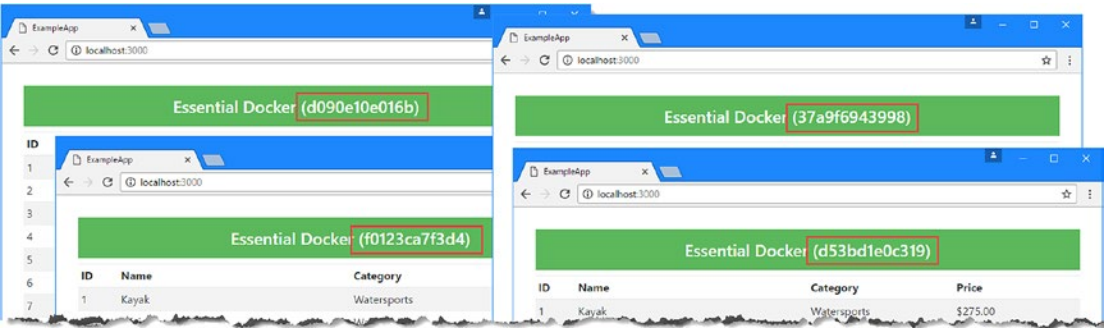 ExampleApp
localhost:3000
Essential Docker (d090e10e016b)
ID
1
2
3
4
5
6
7
ExampleApp
localhost:3000
Essential Docker (f0123ca7f3d4)
ID Name Category
1 Kayak Watersports
ExampleApp
localhost:3000
Essential Docker (37a9f6943998)
ExampleApp
localhost:3000
Essential Docker (d53bd1e0c319)
ID Name Category Price
1 Kayak Watersports $275.00